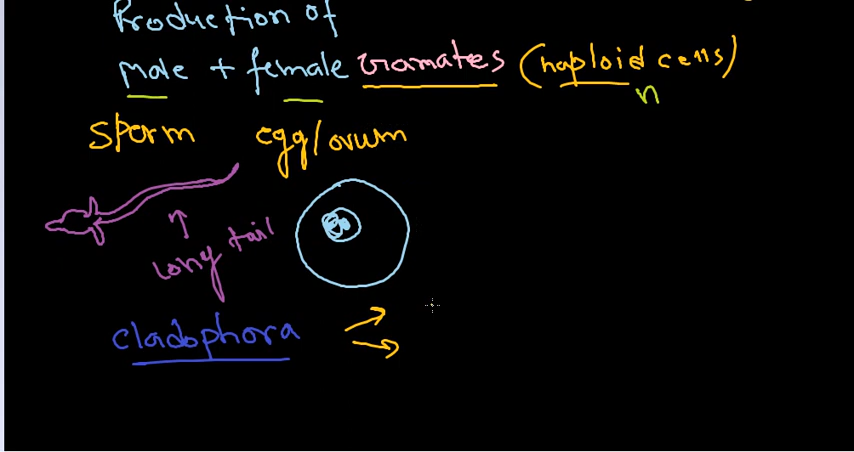 Production of
male + female Gamates (haploid cells)
n
sperm egg/ovum
long tail
cladophora